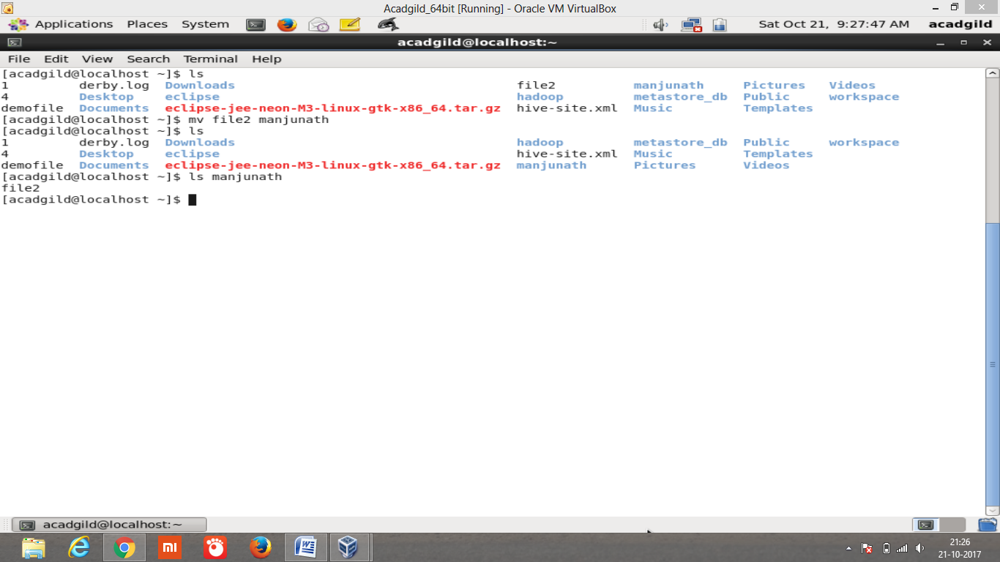 Acadgild_64bit [Running] - Oracle VM VirtualBox
Applications Places System Sat Oct 21, 9:27:47 AM acadgild
acadgild@localhost:~
File Edit View Search Terminal Help
[acadgild@localhost ~]$ ls
1 derby.log Downloads file2 manjunath Pictures Videos
4 Desktop eclipse hadoop metastore_db Public workspace
demofile Documents eclipse-jee-neon-M3-linux-gtk-x86_64.tar.gz hive-site.xml Music Templates
[acadgild@localhost ~]$ mv file2 manjunath
[acadgild@localhost ~]$ ls
1 derby.log Downloads hadoop metastore_db Public workspace
4 Desktop eclipse hive-site.xml Music Templates
demofile Documents eclipse-jee-neon-M3-linux-gtk-x86_64.tar.gz manjunath Pictures Videos
[acadgild@localhost ~]$ ls manjunath
file2
[acadgild@localhost ~]$
acadgild@localhost:~
mi
21:26
21-10-2017